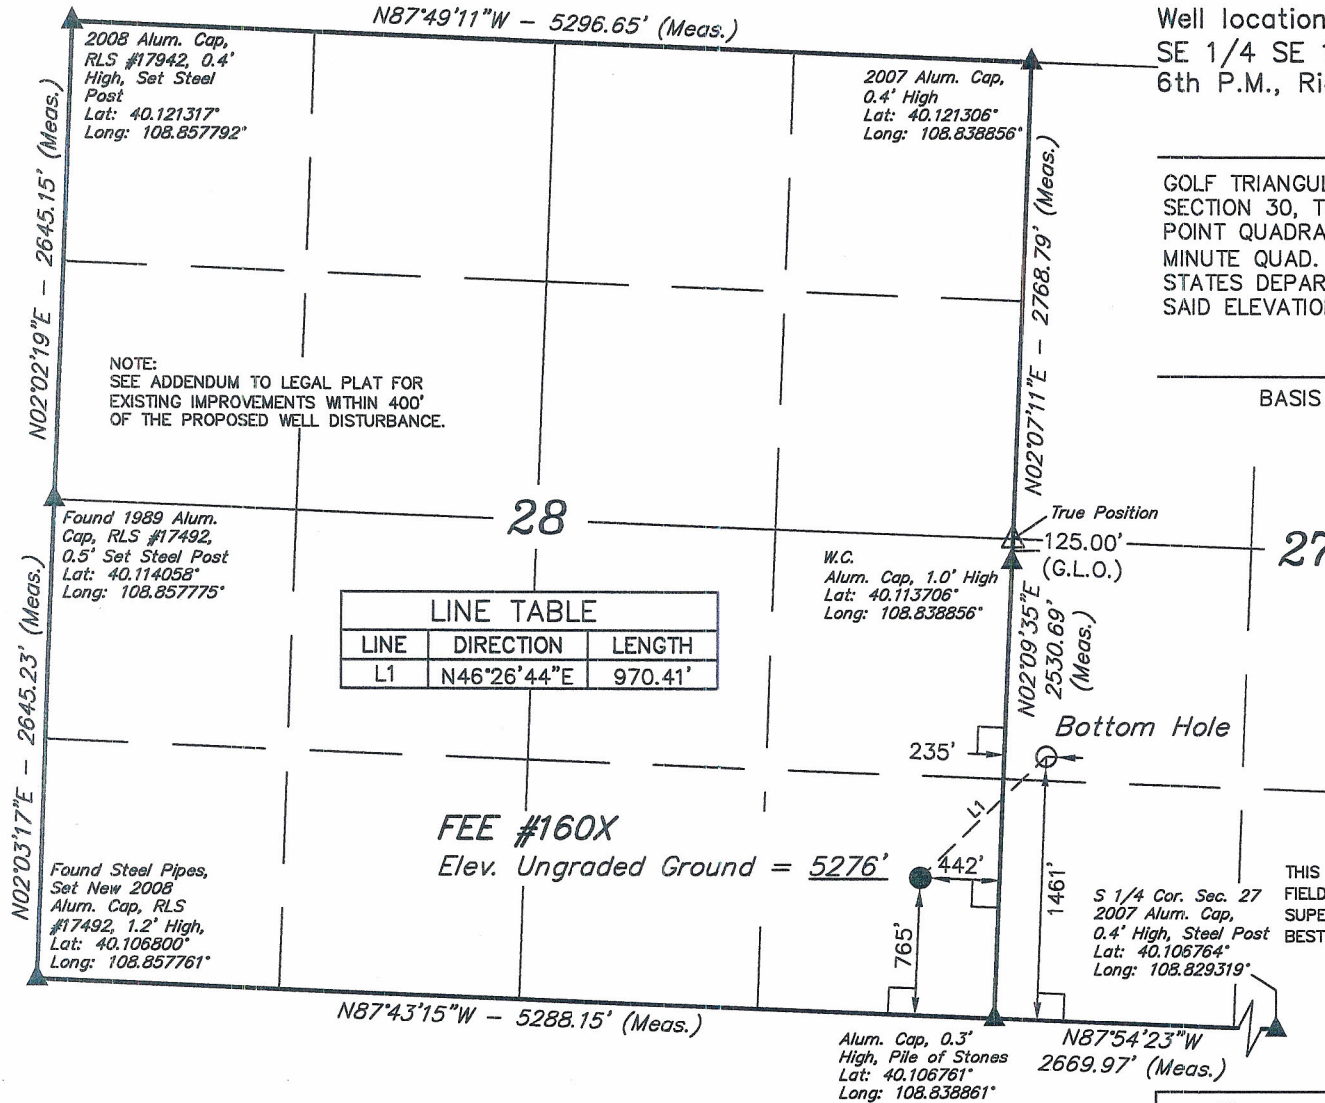 N87°49'11"W - 5296.65' (Meas.)
2008 Alum. Cap,
RLS #17942, 0.4'
High, Set Steel
Post
Lat: 40.121317°
Long: 108.857792°
2007 Alum. Cap,
0.4' High
Lat: 40.121306°
Long: 108.838856°
Well location
SE 1/4 SE
6th P.M., Ri
GOLF TRIANGUL
SECTION 30, T
POINT QUADRA
MINUTE QUAD.
STATES DEPAR
SAID ELEVATION
BASIS
N02°02'19"E - 2645.15' (Meas.)
N02°07'11"E - 2768.79' (Meas.)
NOTE:
SEE ADDENDUM TO LEGAL PLAT FOR
EXISTING IMPROVEMENTS WITHIN 400'
OF THE PROPOSED WELL DISTURBANCE.
Found 1989 Alum.
Cap, RLS #17492,
0.5' Set Steel Post
Lat: 40.114058°
Long: 108.857775°
28
True Position
125.00'
(G.L.O.)
27
W.C.
Alum. Cap, 1.0' High
Lat: 40.113706°
Long: 108.838856°
LINE TABLE
LINE DIRECTION LENGTH
L1 N46°26'44"E 970.41'
N02°09'35"E
2530.69'
(Meas.)
N02°03'17"E - 2645.23' (Meas.)
Bottom Hole
235'
L1
FEE #160X
Elev. Ungraded Ground = 5276'
442'
765'
1461'
Found Steel Pipes,
Set New 2008
Alum. Cap, RLS
#17492, 1.2' High,
Lat: 40.106800°
Long: 108.857761°
S 1/4 Cor. Sec. 27
2007 Alum. Cap,
0.4' High, Steel Post
Lat: 40.106764°
Long: 108.829319°
THIS
FIELD
SUPE
BEST
N87°43'15"W - 5288.15' (Meas.)
Alum. Cap, 0.3'
High, Pile of Stones
Lat: 40.106761°
Long: 108.838861°
N87°54'23"W
2669.97' (Meas.)